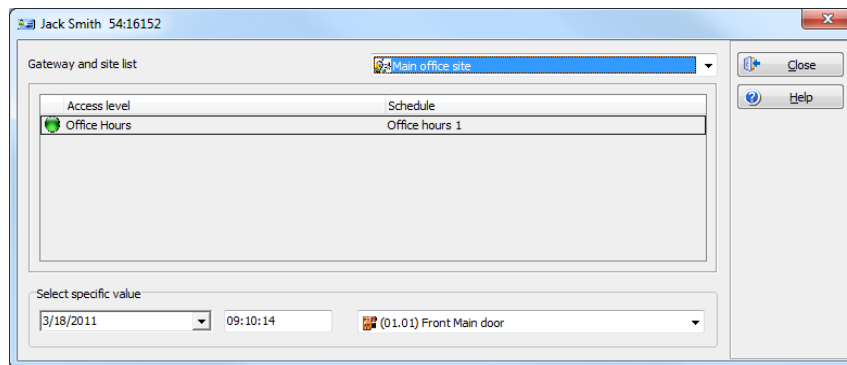 Jack Smith 54:16152
Gateway and site list
Main office site
Close
Access level Schedule
Help
Office Hours Office hours 1
Select specific value
3/18/2011 09:10:14 (01.01) Front Main door